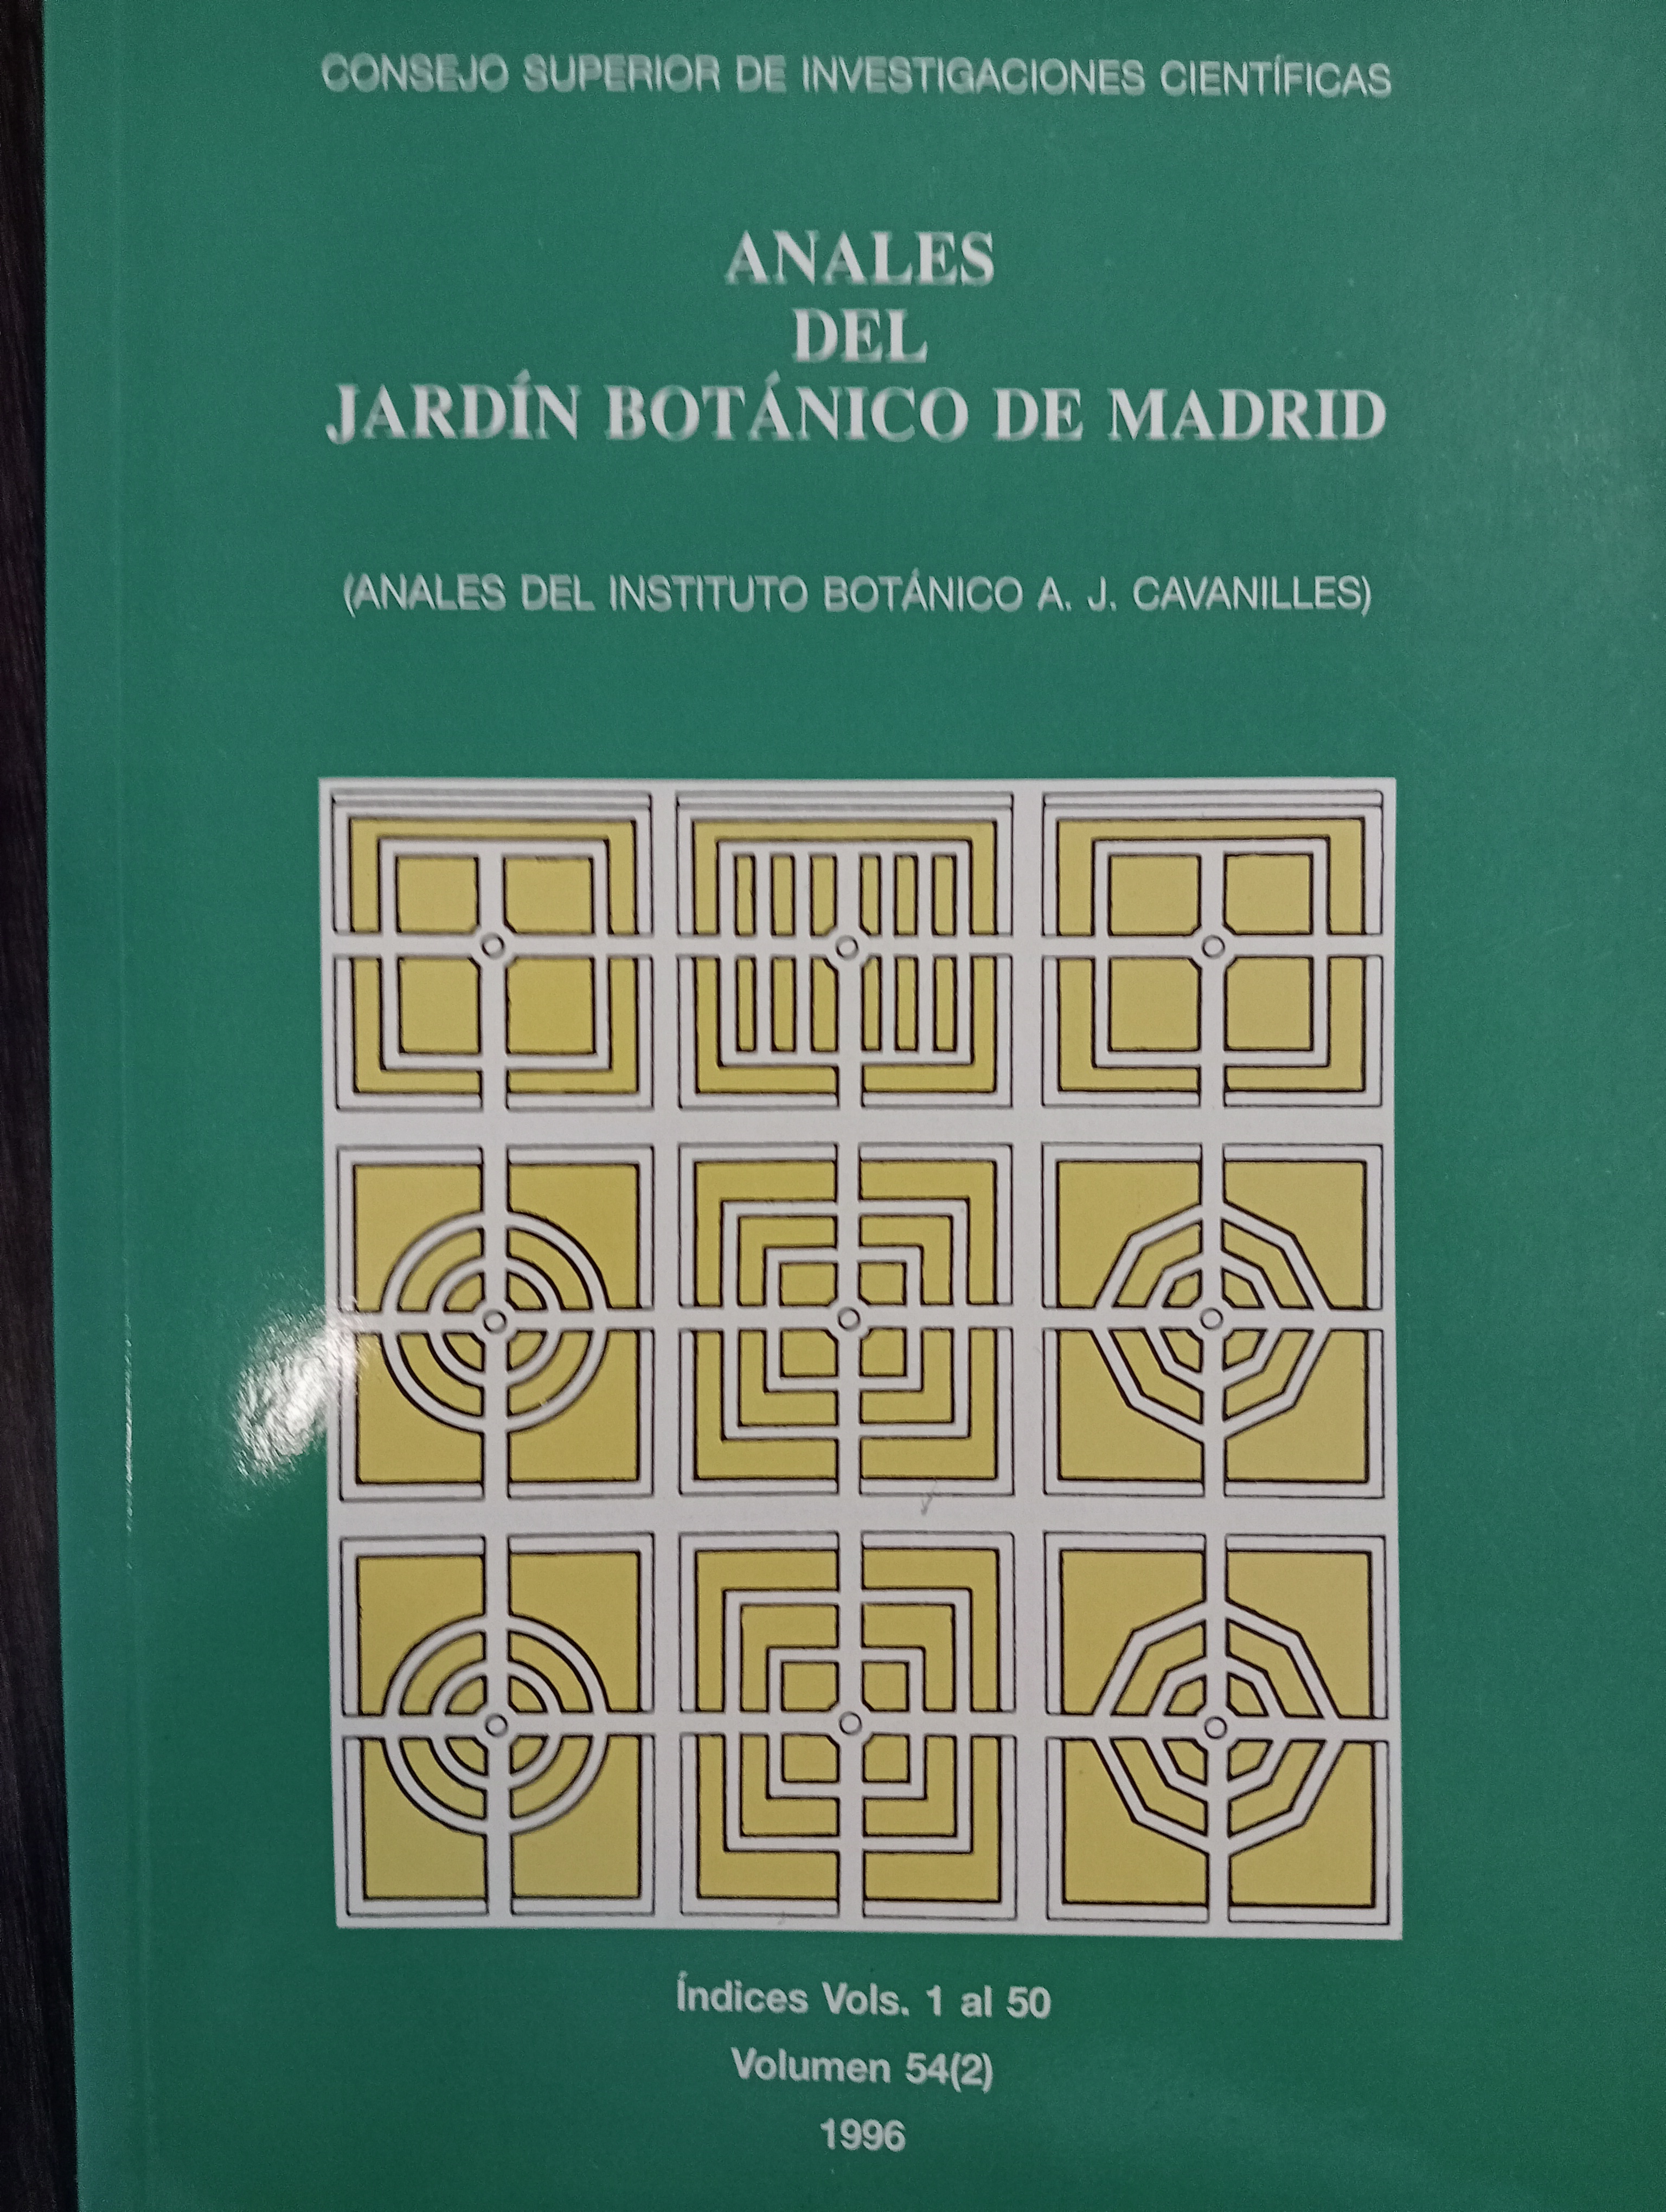 CONSEJO SUPERIOR DE INVESTIGACIONES CIENTÍFICAS
ANALES
DEL
JARDÍN BOTÁNICO DE MADRID
(ANALES DEL INSTITUTO BOTÁNICO A. J. CAVANILLES)
Índices Vols. 1 al 50
Volumen 54(2)
1996